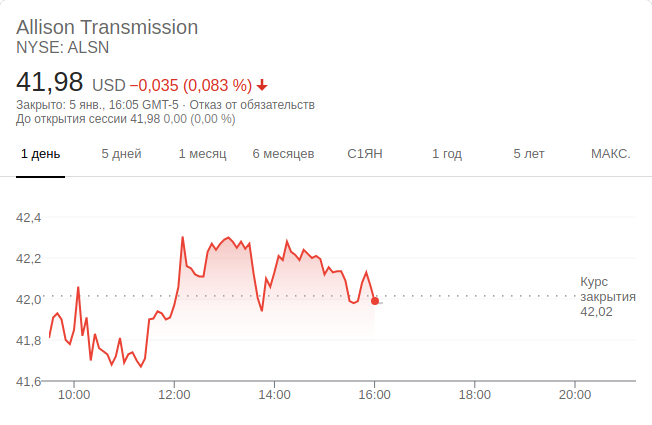 Allison Transmission
NYSE: ALSN
41,98 USD −0,035 (0,083 %)
Закрыто: 5 янв., 16:05 GMT-5 · Отказ от обязательств
До открытия сессии 41,98 0,00 (0,00 %)
1 день 5 дней 1 месяц 6 месяцев С1ЯН 1 год 5 лет МАКС.
42,4
42,2
42,0
41,8
41,6
Курс
закрытия
42,02
10:00 12:00 14:00 16:00 18:00 20:00